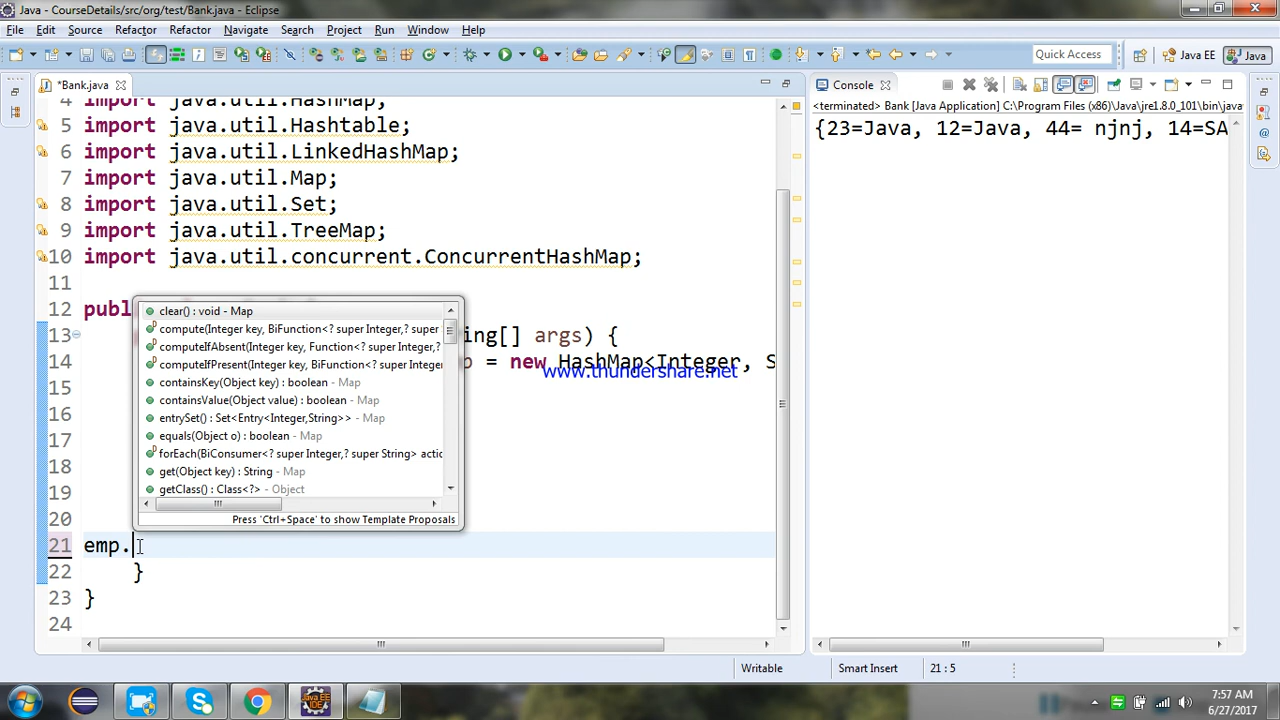 Java - CourseDetails/src/org/test/Bank.java - Eclipse
File Edit Source Refactor Refactor Navigate Search Project Run Window Help
Quick Access Java EE Java
*Bank.java
4 import java.util.HashMap;
5 import java.util.Hashtable;
6 import java.util.LinkedHashMap;
7 import java.util.Map;
8 import java.util.Set;
9 import java.util.TreeMap;
10 import java.util.concurrent.ConcurrentHashMap;
11
12 publ
13 ing[] args) {
14 p = new HashMap<Integer, S
www.thundershare.net
15
16
17
18
19
20
21 emp.
22 }
23 }
24
clear() : void - Map
compute(Integer key, BiFunction<? super Integer,? super
computeIfAbsent(Integer key, Function<? super Integer,?
computeIfPresent(Integer key, BiFunction<? super Integer
containsKey(Object key) : boolean - Map
containsValue(Object value) : boolean - Map
entrySet() : Set<Entry<Integer,String>> - Map
equals(Object o) : boolean - Map
forEach(BiConsumer<? super Integer,? super String> actio
get(Object key) : String - Map
getClass() : Class<?> - Object
Press 'Ctrl+Space' to show Template Proposals
Console
<terminated> Bank [Java Application] C:\Program Files (x86)\Java\jre1.8.0_101\bin\java
{23=Java, 12=Java, 44= njnj, 14=SA
Writable Smart Insert 21 : 5
Java EE IDE
7:57 AM
6/27/2017